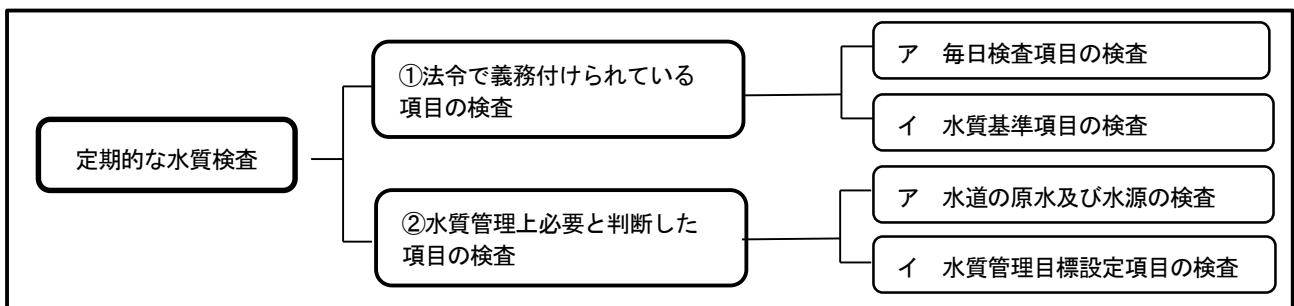 定期的な水質検査
①法令で義務付けられている
項目の検査
ア　毎日検査項目の検査
イ　水質基準項目の検査
②水質管理上必要と判断した
項目の検査
ア　水道の原水及び水源の検査
イ　水質管理目標設定項目の検査